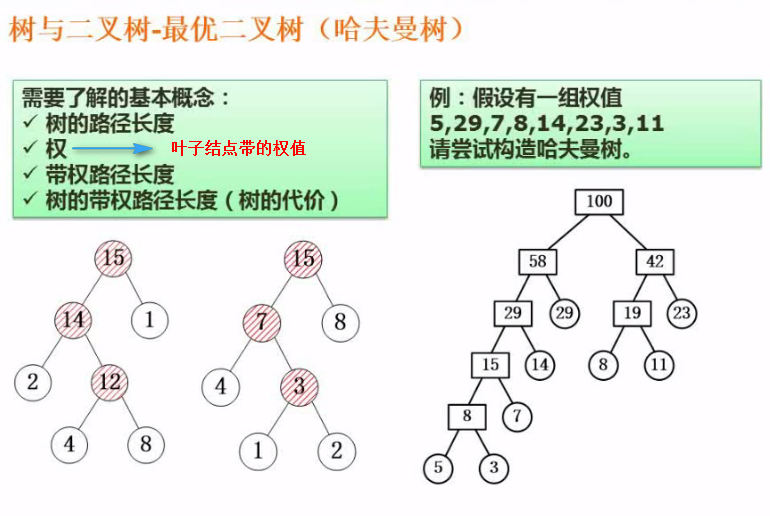 树与二叉树-最优二叉树（哈夫曼树）
需要了解的基本概念：
✓ 树的路径长度
✓ 权 叶子结点带的权值
✓ 带权路径长度
✓ 树的带权路径长度（树的代价）
例：假设有一组权值
5,29,7,8,14,23,3,11
请尝试构造哈夫曼树。
15
14 1
2 12
4 8
15
7 8
4 3
1 2
100
58 42
29 29 19 23
15 14 8 11
8 7
5 3